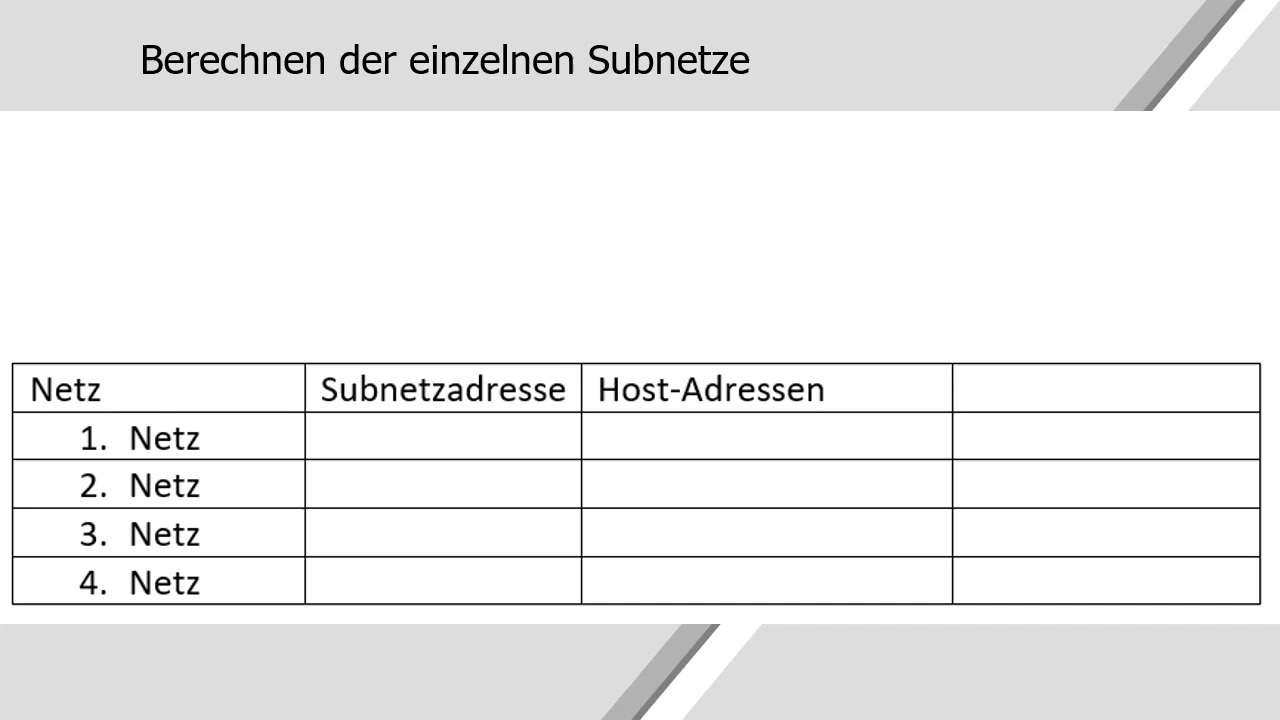 Berechnen der einzelnen Subnetze
Netz Subnetzadresse Host-Adressen
1. Netz
2. Netz
3. Netz
4. Netz